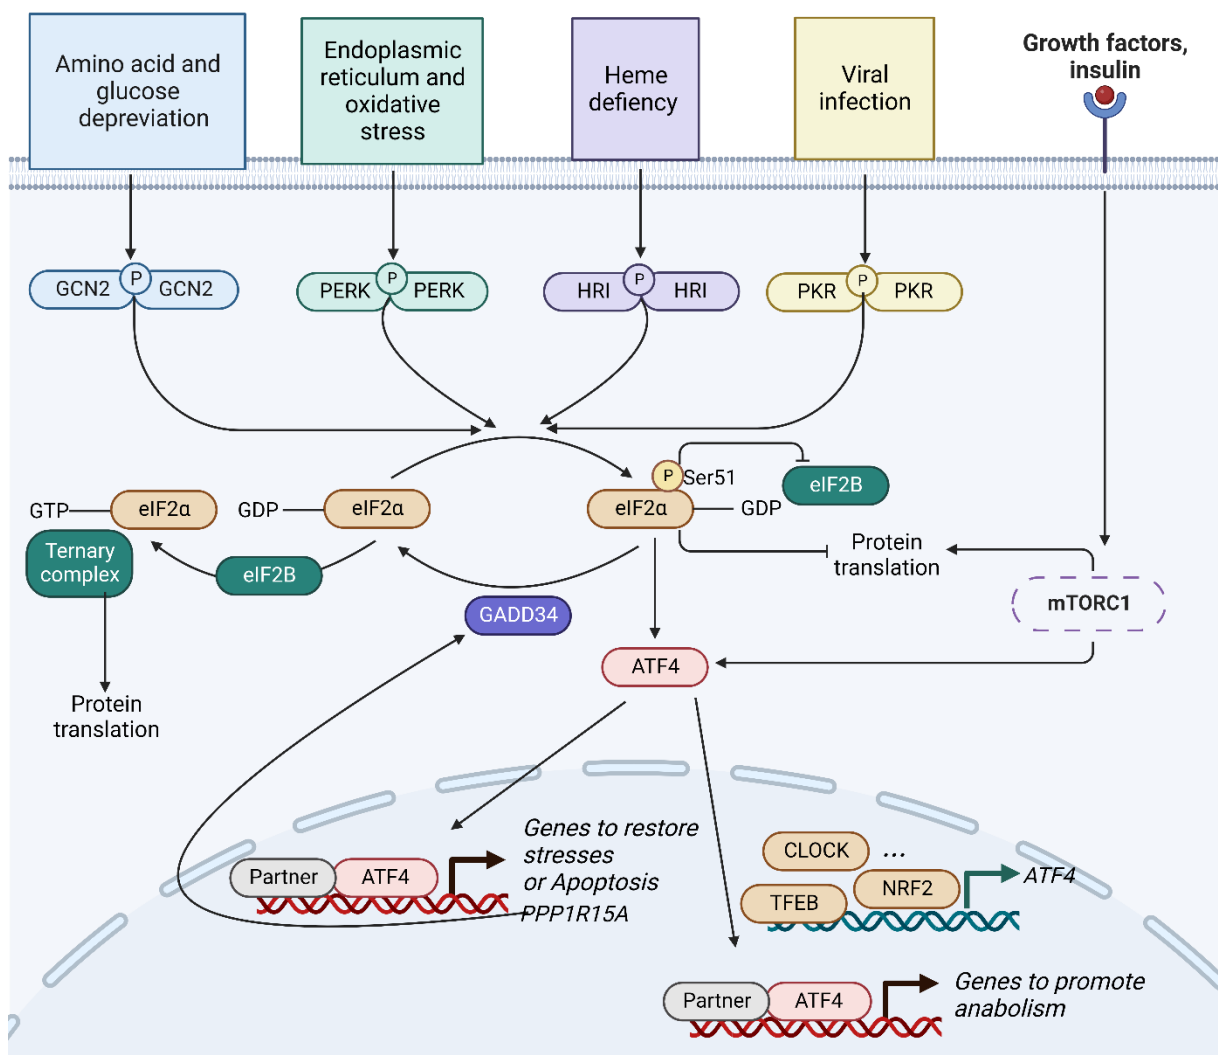 Amino acid and
glucose
depreviation
Endoplasmic
reticulum and
oxidative
stress
Heme
defiency
Viral
infection
Growth factors,
insulin
GCN2
P
GCN2
PERK
P
PERK
HRI
P
HRI
PKR
P
PKR
P
Ser51
eIF2B
GTP
eIF2α
GDP
eIF2α
eIF2α
GDP
Ternary
complex
eIF2B
Protein
translation
mTORC1
GADD34
ATF4
Protein
translation
Genes to restore
stresses
or Apoptosis
PPP1R15A
Partner
ATF4
CLOCK
...
NRF2
TFEB
ATF4
Partner
ATF4
Genes to promote
anabolism